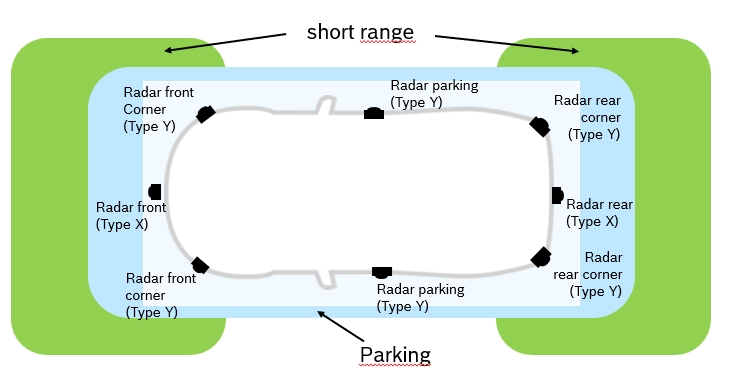 short range
Radar front
Corner
(Type Y)
Radar parking
(Type Y)
Radar rear
corner
(Type Y)
Radar front
(Type X)
Radar rear
(Type X)
Radar front
corner
(Type Y)
Radar parking
(Type Y)
Radar
rear corner
(Type Y)
Parking